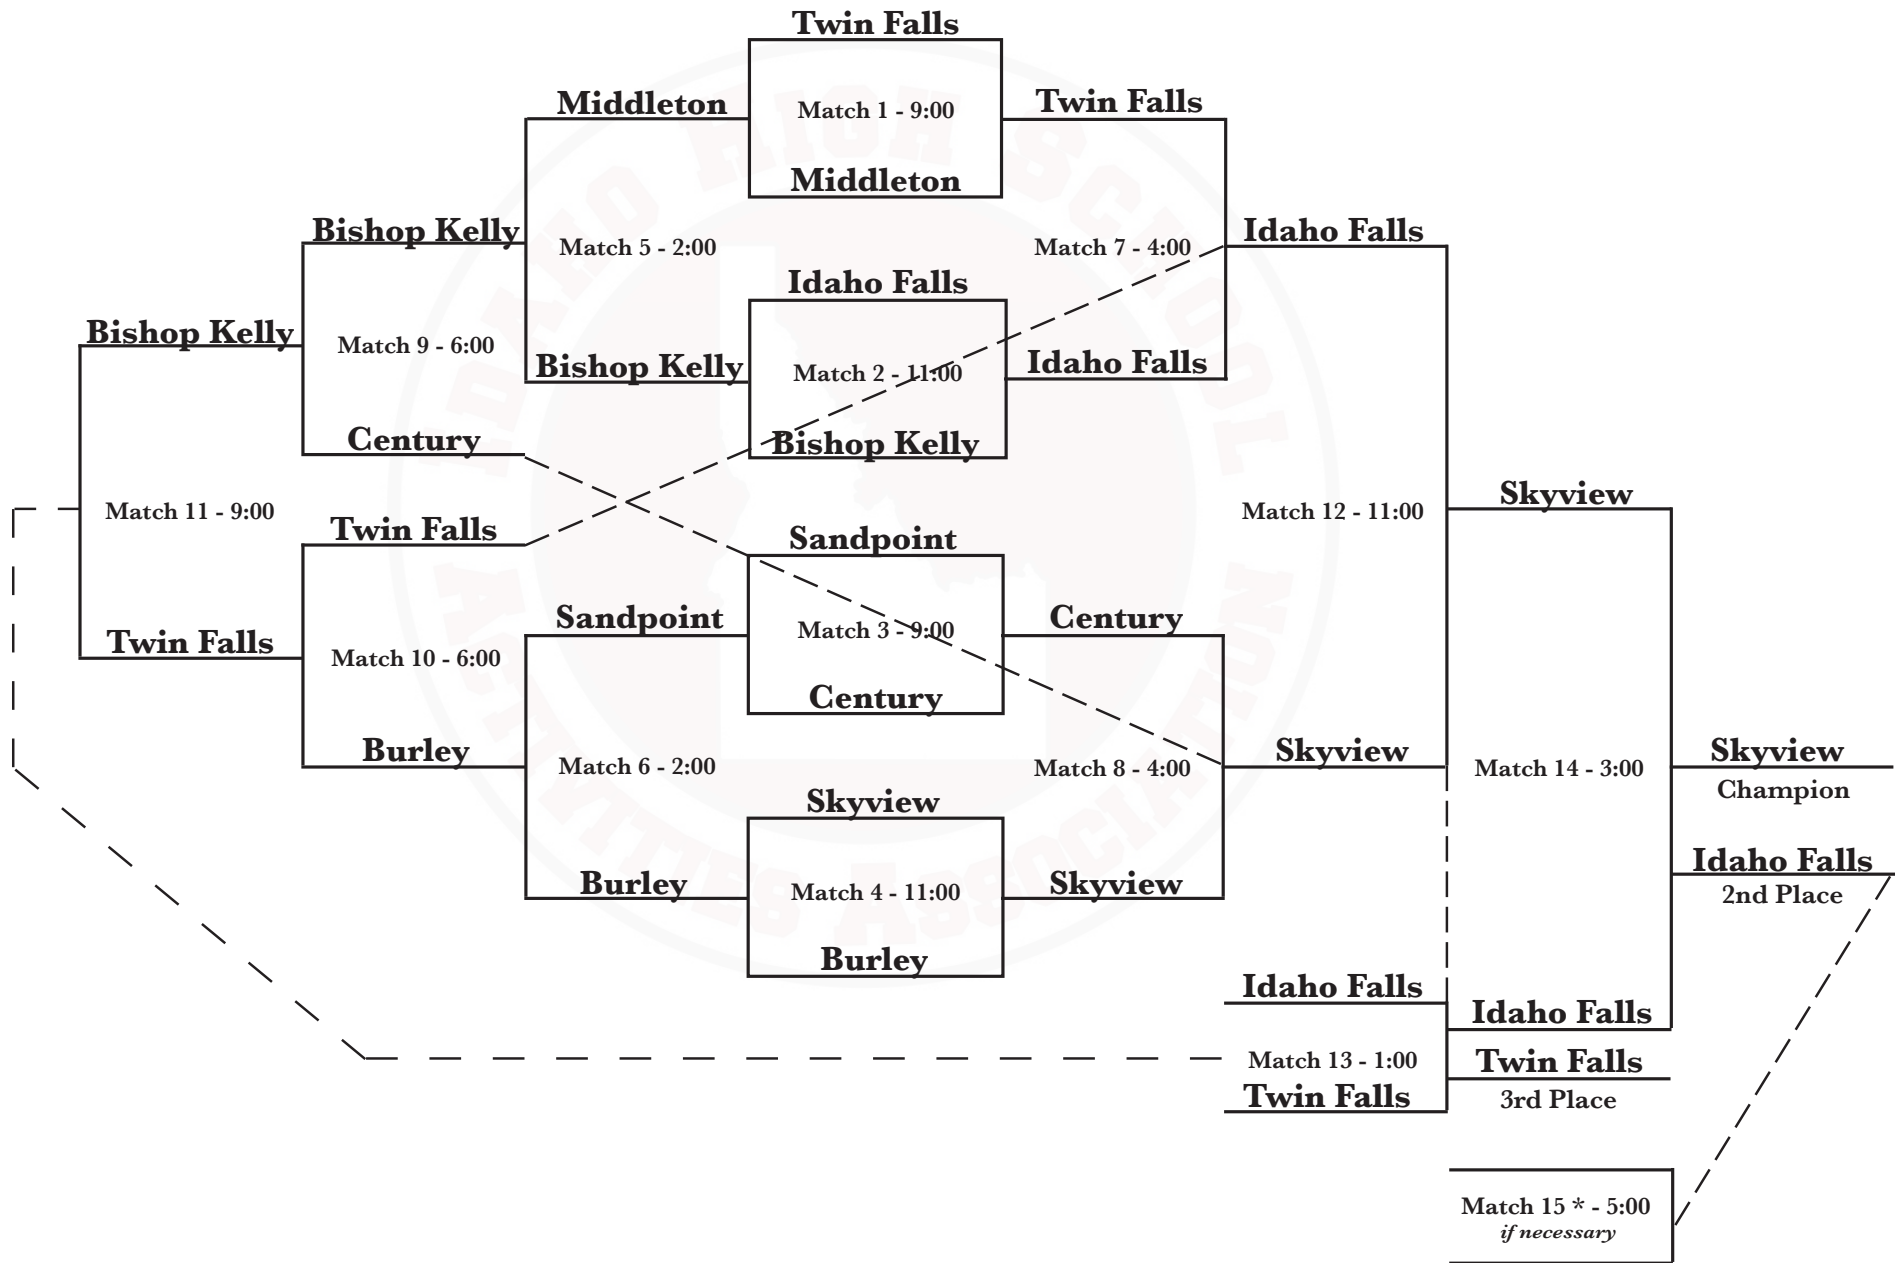 Twin Falls
Middleton
Match 1 - 9:00
Twin Falls
Middleton
Bishop Kelly
Match 5 - 2:00
Match 7 - 4:00
Idaho Falls
Idaho Falls
Bishop Kelly
Match 9 - 6:00
Bishop Kelly
Match 2 - 11:00
Idaho Falls
Century
Bishop Kelly
Match 11 - 9:00
Twin Falls
Match 12 - 11:00
Skyview
Sandpoint
Sandpoint
Match 3 - 9:00
Century
Twin Falls
Match 10 - 6:00
Century
Burley
Match 6 - 2:00
Match 8 - 4:00
Skyview
Match 14 - 3:00
Skyview
Champion
Skyview
Burley
Match 4 - 11:00
Skyview
Idaho Falls
2nd Place
Burley
Idaho Falls
Idaho Falls
Match 13 - 1:00
Twin Falls
Twin Falls
3rd Place
Match 15 * - 5:00
if necessary
IDAHO HIGH SCHOOL
ACTIVITIES ASSOCIATION